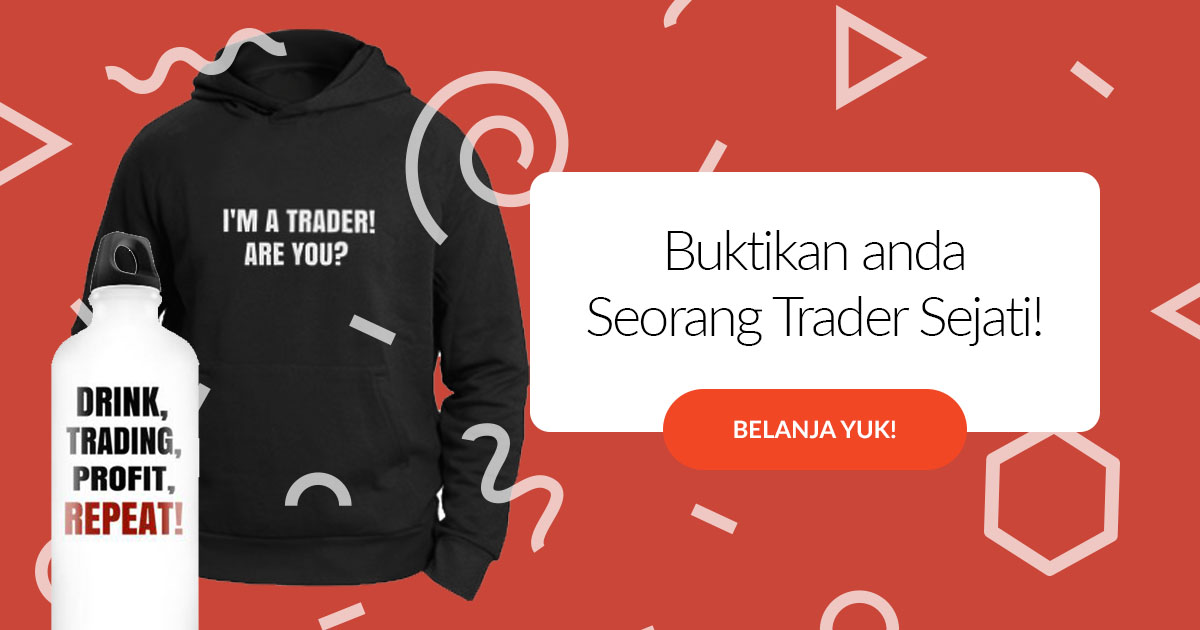 I'M A TRADER!
ARE YOU?
DRINK,
TRADING,
PROFIT,
REPEAT!
Buktikan anda
Seorang Trader Sejati!
BELANJA YUK!